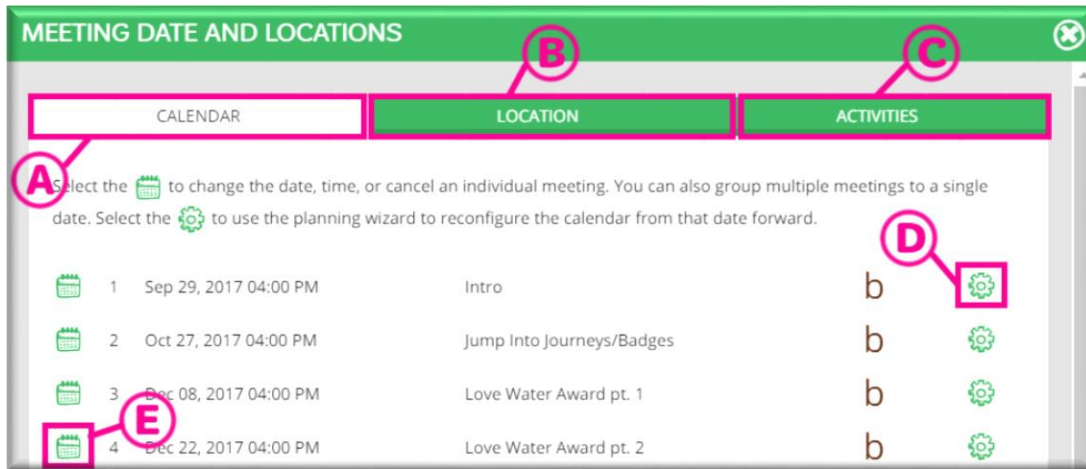 MEETING DATE AND LOCATIONS
B
C
CALENDAR
LOCATION
ACTIVITIES
A
Select the to change the date, time, or cancel an individual meeting. You can also group multiple meetings to a single
date. Select the to use the planning wizard to reconfigure the calendar from that date forward.
D
1 Sep 29, 2017 04:00 PM Intro b
2 Oct 27, 2017 04:00 PM Jump Into Journeys/Badges b
3 Dec 08, 2017 04:00 PM Love Water Award pt. 1 b
E
4 Dec 22, 2017 04:00 PM Love Water Award pt. 2 b